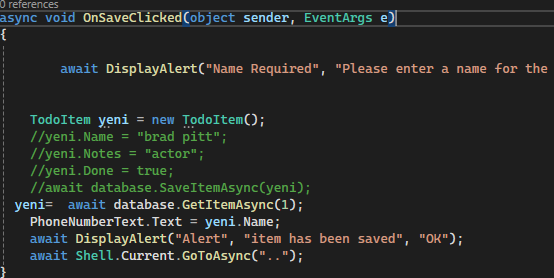 0 references
async void OnSaveClicked(object sender, EventArgs e)
{
await DisplayAlert("Name Required", "Please enter a name for the
TodoItem yeni = new TodoItem();
//yeni.Name = "brad pitt";
//yeni.Notes = "actor";
//yeni.Done = true;
//await database.SaveItemAsync(yeni);
yeni= await database.GetItemAsync(1);
PhoneNumberText.Text = yeni.Name;
await DisplayAlert("Alert", "item has been saved", "OK");
await Shell.Current.GoToAsync("..");
}